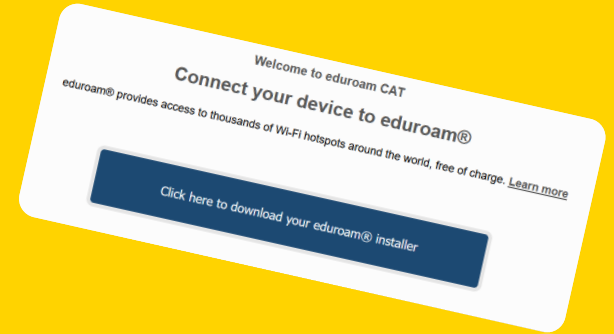 Welcome to eduroam CAT
Connect your device to eduroam®
eduroam® provides access to thousands of Wi-Fi hotspots around the world, free of charge. Learn more
Click here to download your eduroam® installer